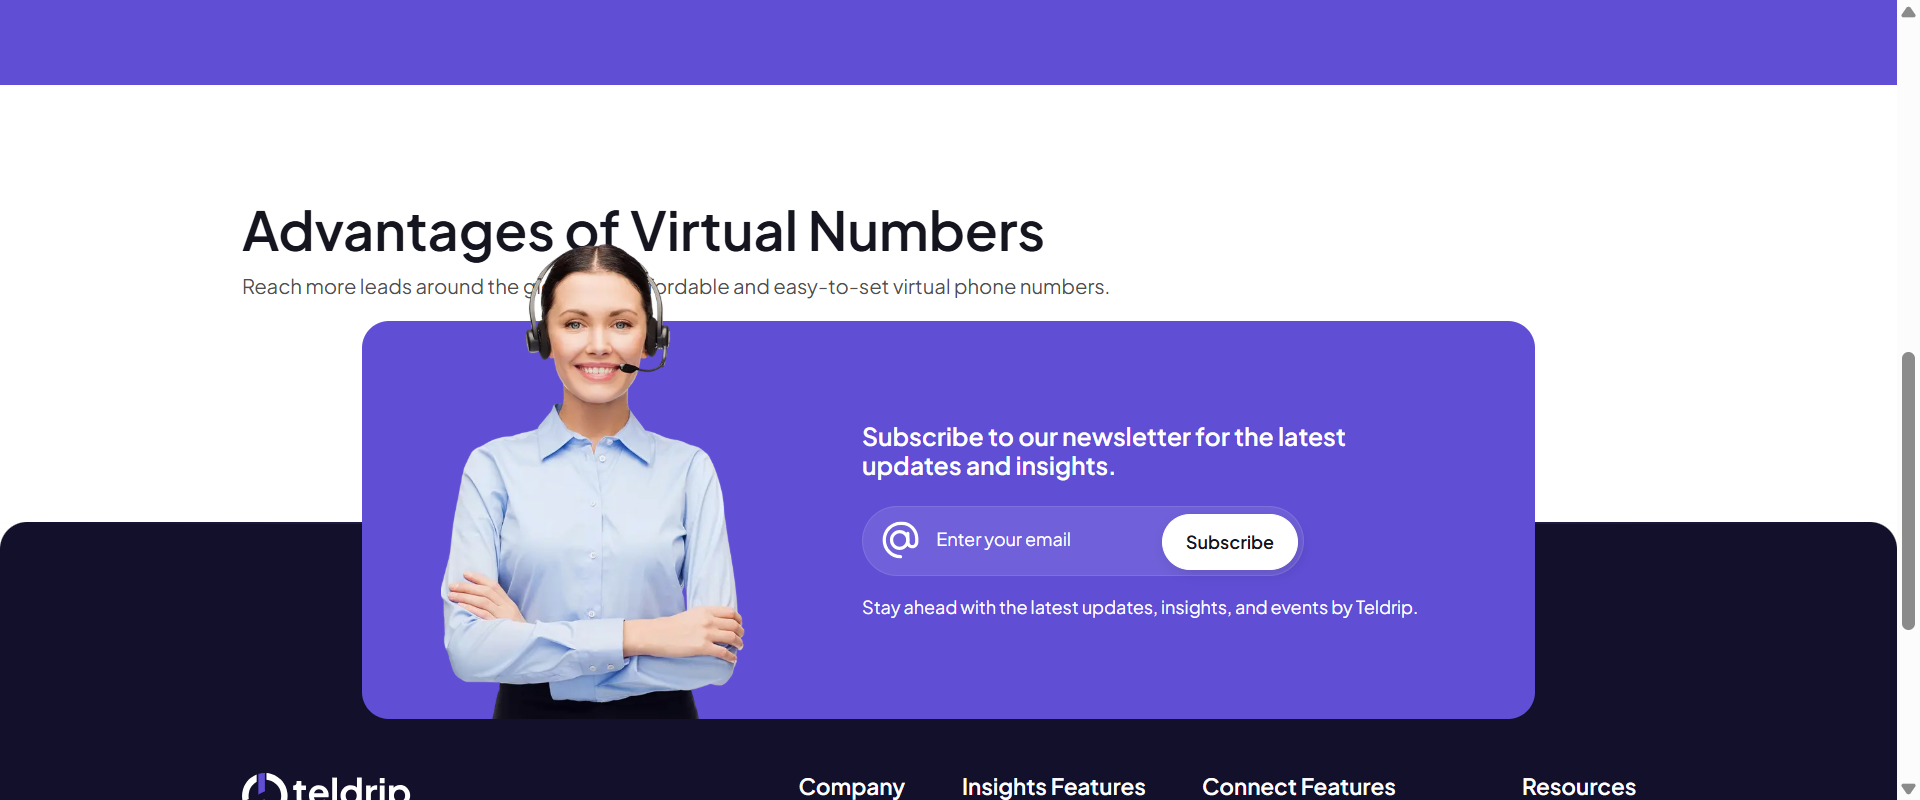 Advantages of Virtual Numbers
Reach more leads around the ordable and easy-to-set virtual phone numbers.
Subscribe to our newsletter for the latest
updates and insights.
@ Enter your email Subscribe
Stay ahead with the latest updates, insights, and events by Teldrip.
teldrip
Company Insights Features Connect Features Resources